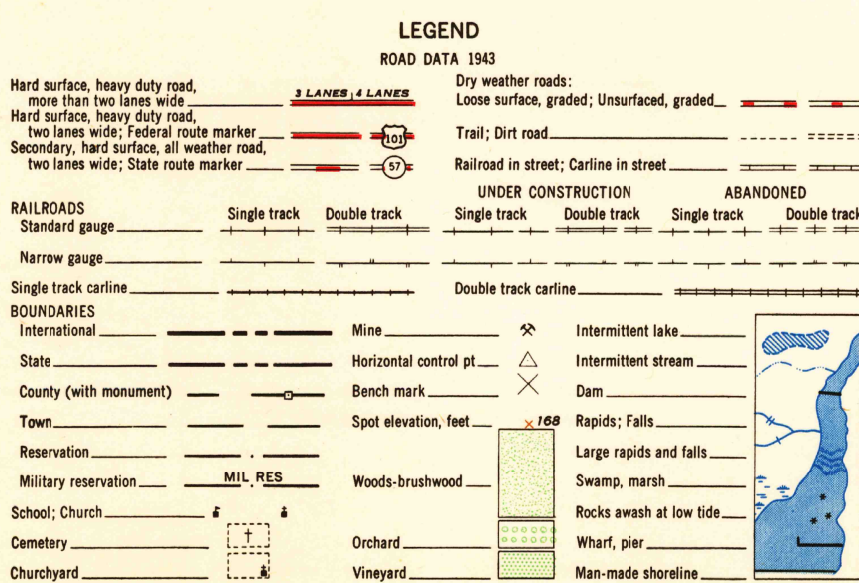 LEGEND
ROAD DATA 1943
Hard surface, heavy duty road,
more than two lanes wide
3 LANES 4 LANES
Hard surface, heavy duty road,
two lanes wide; Federal route marker
101
Secondary, hard surface, all weather road,
two lanes wide; State route marker
57
Dry weather roads:
Loose surface, graded; Unsurfaced, graded
Trail; Dirt road
Railroad in street; Carline in street
UNDER CONSTRUCTION ABANDONED
RAILROADS Single track Double track Single track Double track Single track Double track
Standard gauge
Narrow gauge
Single track carline Double track carline
BOUNDARIES
International
State
County (with monument)
Town
Reservation
Military reservation MIL RES
School; Church
Cemetery
Churchyard
Mine
Horizontal control pt
Bench mark
Spot elevation, feet 168
Woods-brushwood
Orchard
Vineyard
Intermittent lake
Intermittent stream
Dam
Rapids; Falls
Large rapids and falls
Swamp, marsh
Rocks awash at low tide
Wharf, pier
Man-made shoreline